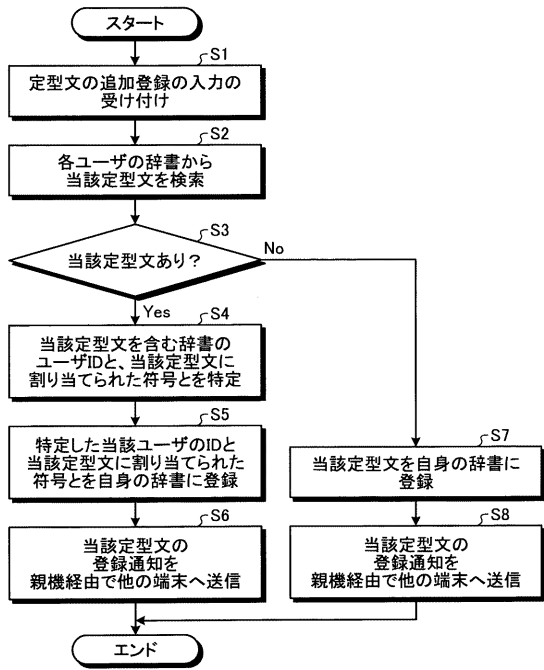 スタート
S1
定型文の追加登録の入力の
受け付け
S2
各ユーザの辞書から
当該定型文を検索
S3
当該定型文あり？
No
Yes
S4
当該定型文を含む辞書の
ユーザIDと、当該定型文に
割り当てられた符号とを特定
S5
特定した当該ユーザのIDと
当該定型文に割り当てられた
符号とを自身の辞書に登録
S6
当該定型文の
登録通知を
親機経由で他の端末へ送信
S7
当該定型文を自身の辞書に
登録
S8
当該定型文の
登録通知を
親機経由で他の端末へ送信
エンド